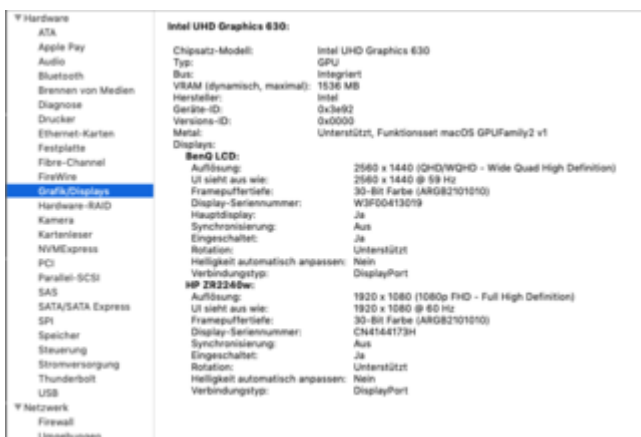 Hardware
ATA
Apple Pay
Audio
Bluetooth
Brennen von Medien
Diagnose
Drucker
Ethernet-Karten
Festplatte
Fibre-Channel
FireWire
Grafik/Displays
Hardware-RAID
Kamera
Kartenleser
NVMExpress
PCI
Parallel-SCSI
SAS
SATA/SATA Express
SPI
Speicher
Steuerung
Stromversorgung
Thunderbolt
USB
Netzwerk
Firewall
Umgebungen
Intel UHD Graphics 630:
Chipsatz-Modell: Intel UHD Graphics 630
Typ: GPU
Bus: Integriert
VRAM (dynamisch, maximal): 1536 MB
Hersteller: Intel
Geräte-ID: 0x3e92
Versions-ID: 0x0000
Metal: Unterstützt, Funktionsset macOS GPUFamily2 v1
Displays:
BenQ LCD:
Auflösung: 2560 x 1440 (QHD/WQHD - Wide Quad High Definition)
UI sieht aus wie: 2560 x 1440 @ 59 Hz
Framepuffertiefe: 30-Bit Farbe (ARGB2101010)
Display-Seriennummer: W3F00413019
Hauptdisplay: Ja
Synchronisierung: Aus
Eingeschaltet: Ja
Rotation: Unterstützt
Helligkeit automatisch anpassen: Nein
Verbindungstyp: DisplayPort
HP ZR2240w:
Auflösung: 1920 x 1080 (1080p FHD - Full High Definition)
UI sieht aus wie: 1920 x 1080 @ 60 Hz
Framepuffertiefe: 30-Bit Farbe (ARGB2101010)
Display-Seriennummer: CN4144173H
Synchronisierung: Aus
Eingeschaltet: Ja
Rotation: Unterstützt
Helligkeit automatisch anpassen: Nein
Verbindungstyp: DisplayPort